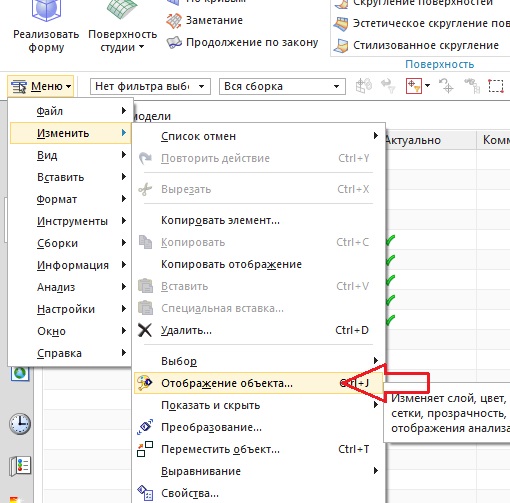 По кривым
Скругление поверхностей
Реализовать
форму
Поверхность
студии
Заметание
Продолжение по закону
Эстетическое скругление пов
Стилизованное скругление
Поверхность
Меню
Нет фильтра выб
Вся сборка
модели
Актуально
Комм
Файл
Изменить
Вид
Вставить
Формат
Инструменты
Сборки
Информация
Анализ
Настройки
Окно
Справка
Список отмен
Повторить действие Ctrl+Y
Вырезать Ctrl+X
Копировать элемент...
Копировать Ctrl+C
Копировать отображение
Вставить Ctrl+V
Специальная вставка...
Удалить... Ctrl+D
Выбор
Отображение объекта... Ctrl+J
Показать и скрыть
Преобразование...
Переместить объект... Ctrl+T
Выравнивание
Свойства...
Изменяет слой, цвет,
сетки, прозрачность,
отображения анализа